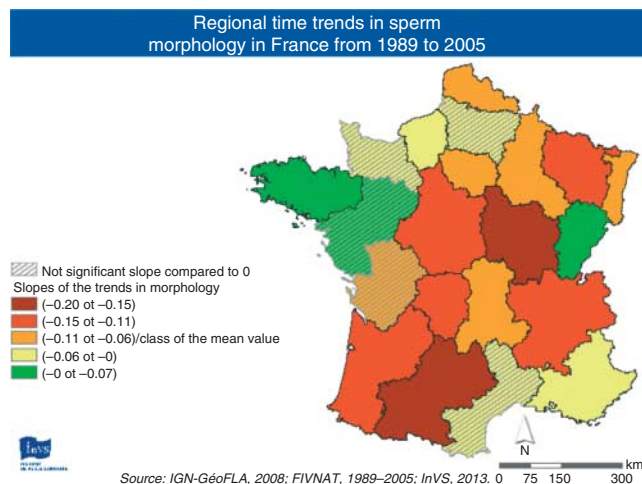 Regional time trends in sperm
morphology in France from 1989 to 2005
Not significant slope compared to 0
Slopes of the trends in morphology
(–0.20 ot –0.15)
(–0.15 ot –0.11)
(–0.11 ot –0.06)/class of the mean value
(–0.06 ot –0)
(–0 ot –0.07)
InVS
N
km
0 75 150 300
Source: IGN-GéoFLA, 2008; FIVNAT, 1989–2005; InVS, 2013.